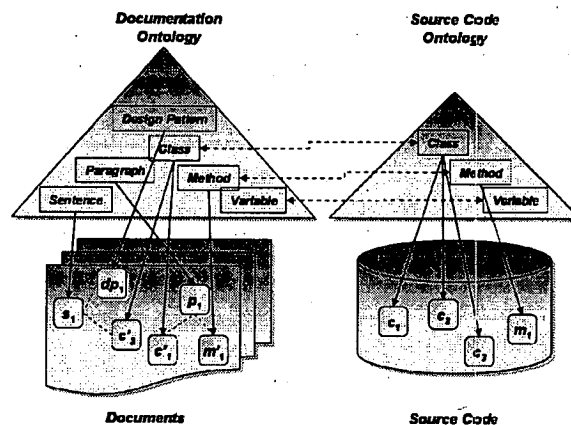 Documentation
Ontology
Source Code
Ontology
Design Pattern
Class
Class
Paragraph
Method
Method
Sentence
Variable
Variable
dp1
s1
p1
c'3
c'1
m'1
c1
c2
c3
m1
Documents
Source Code